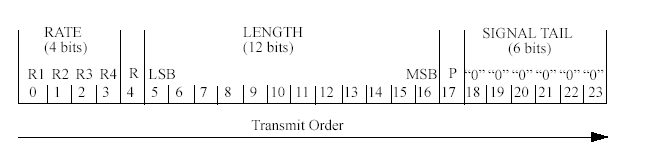 RATE LENGTH SIGNAL TAIL
(4 bits) (12 bits) (6 bits)
R1 R2 R3 R4 R LSB MSB P “0” “0” “0” “0” “0” “0”
0 1 2 3 4 5 6 7 8 9 10 11 12 13 14 15 16 17 18 19 20 21 22 23
Transmit Order